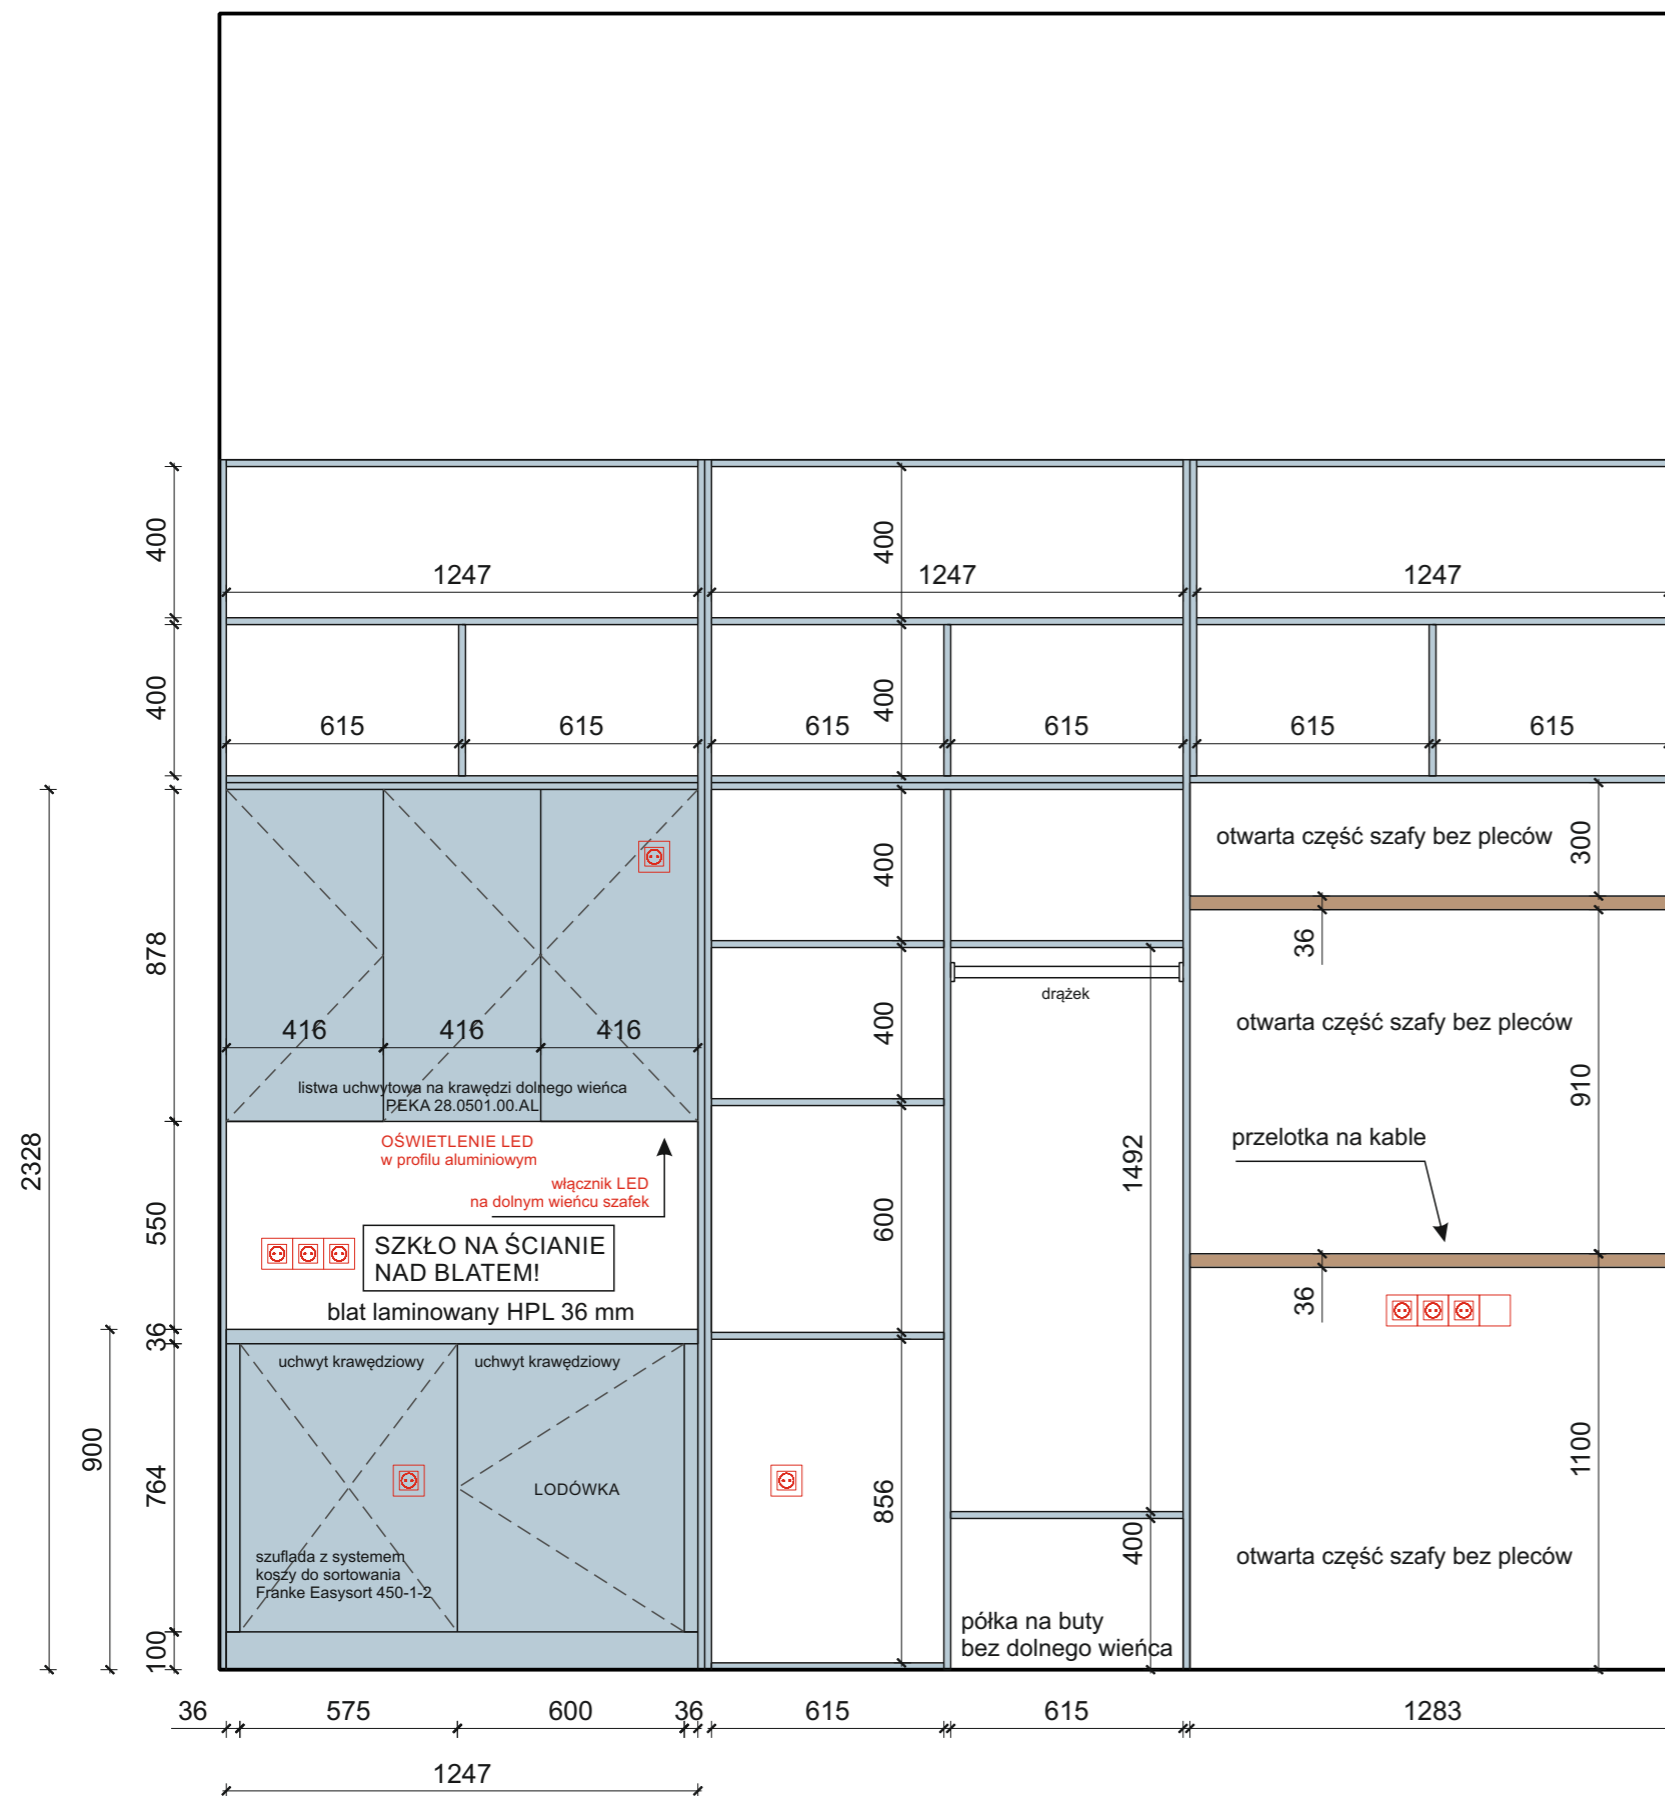 400
400
1247
1247
1247
400
400
615
615
615
615
615
615
otwarta część szafy bez pleców
300
400
878
36
416
416
416
drążek
400
otwarta część szafy bez pleców
listwa uchwytowa na krawędzi dolnego wieńca
PEKA 28.0501.00.AL
910
2328
OŚWIETLENIE LED
w profilu aluminiowym
włącznik LED
na dolnym wieńcu szafek
1492
przelotka na kable
550
600
SZKŁO NA ŚCIANIE
NAD BLATEM!
blat laminowany HPL 36 mm
36
36
uchwyt krawędziowy
uchwyt krawędziowy
900
764
LODÓWKA
856
1100
400
szuflada z systemem
koszy do sortowania
Franke Easysort 450-1-2
otwarta część szafy bez pleców
100
półka na buty
bez dolnego wieńca
36
575
600
36
615
615
1283
1247